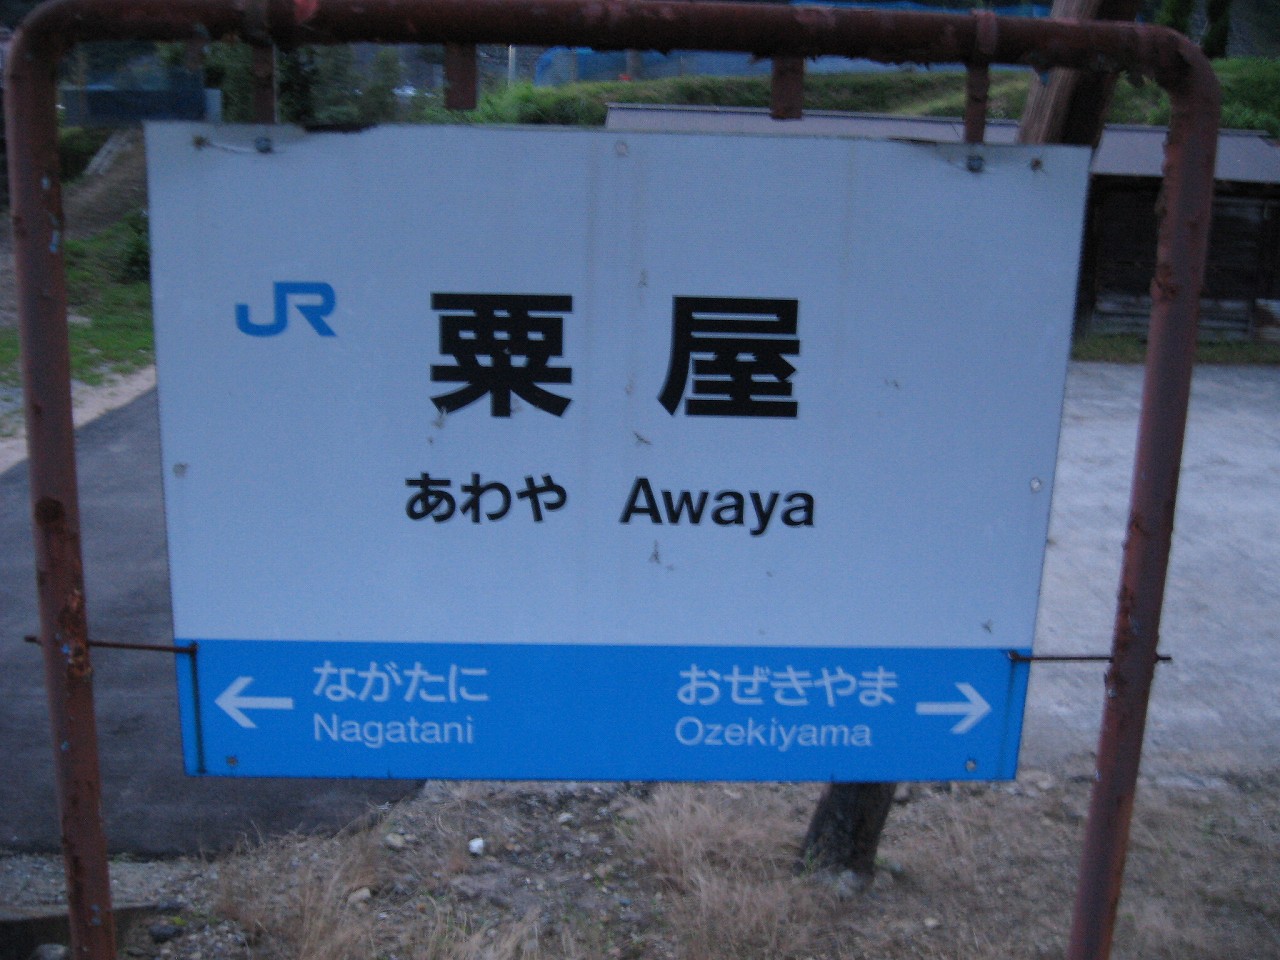 JR
粟屋
あわや Awaya
← ながたに おぜきやま →
Nagatani Ozekiyama